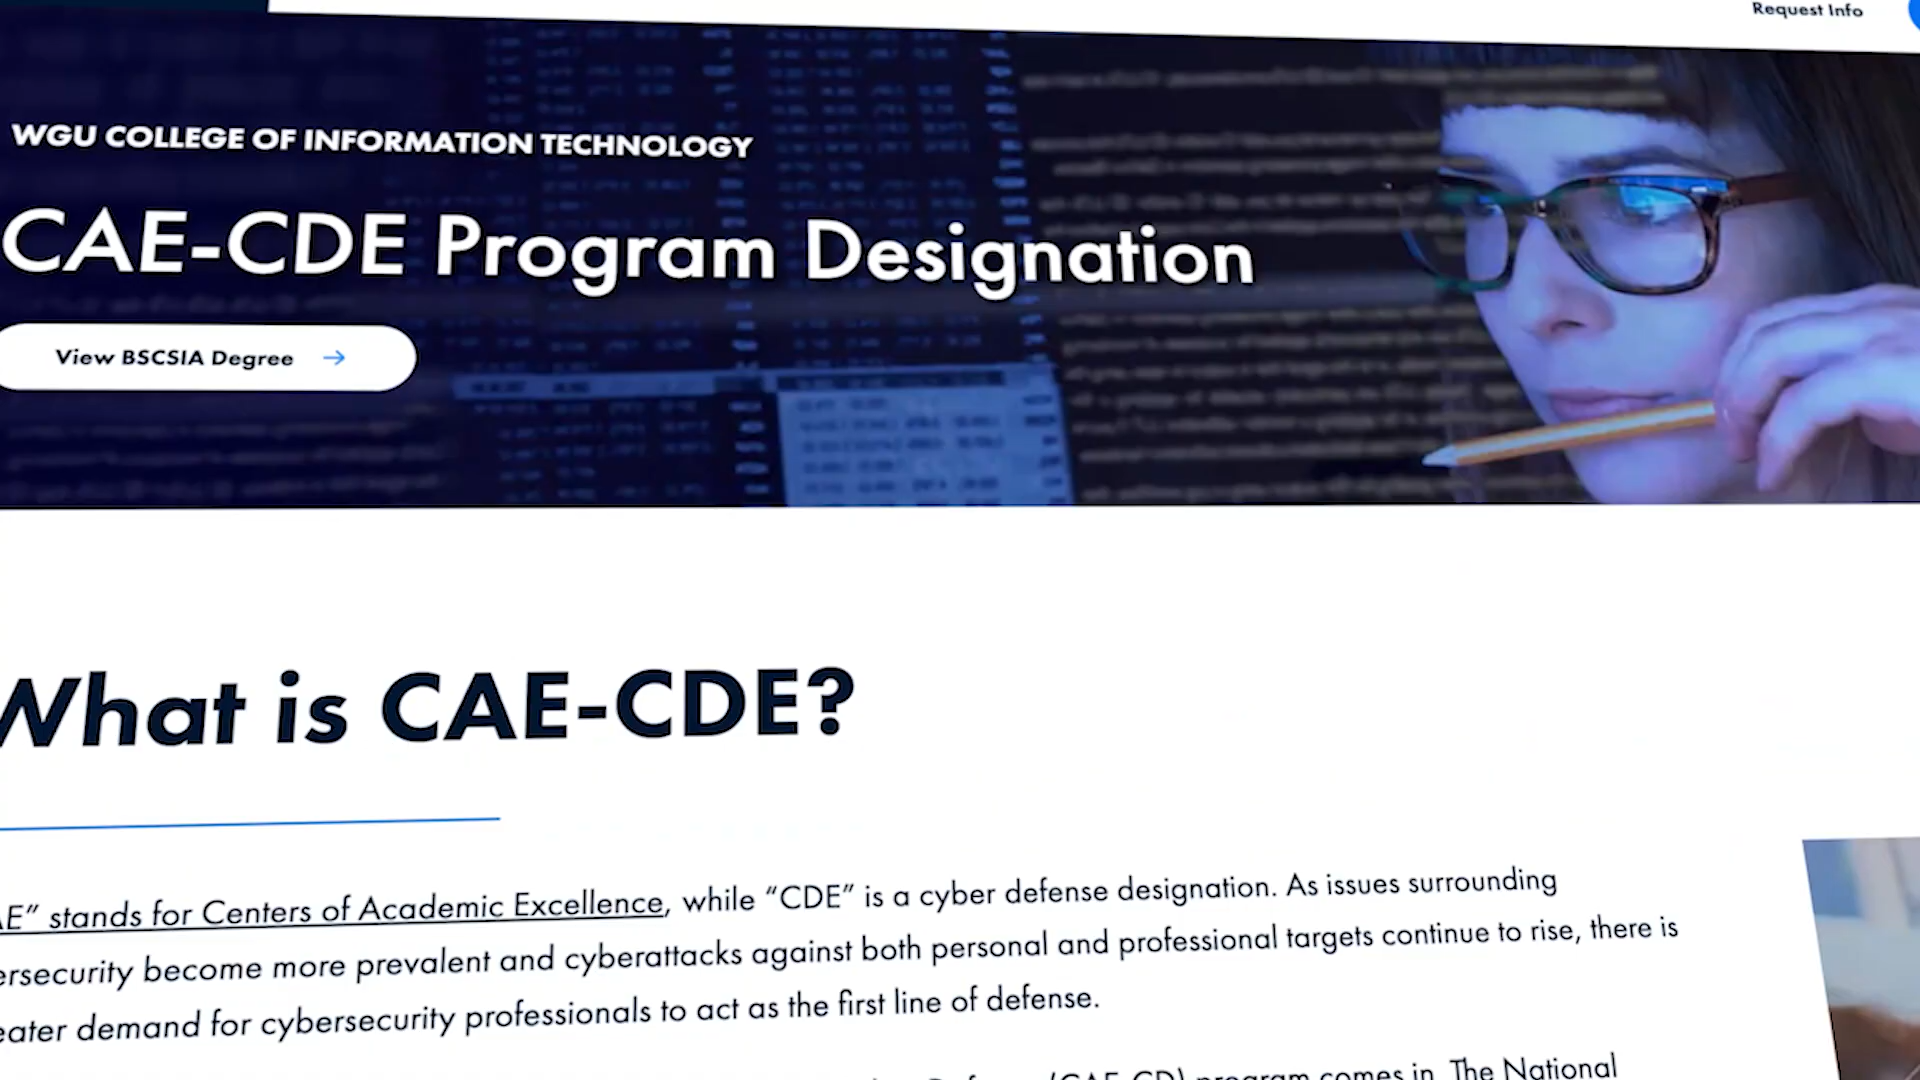 Request Info
WGU COLLEGE OF INFORMATION TECHNOLOGY
CAE-CDE Program Designation
View BSCSIA Degree →
What is CAE-CDE?
AE” stands for Centers of Academic Excellence, while “CDE” is a cyber defense designation. As issues surrounding
ersecurity become more prevalent and cyberattacks against both personal and professional targets continue to rise, there is
eater demand for cybersecurity professionals to act as the first line of defense.
(CAE-CD) program comes in. The National